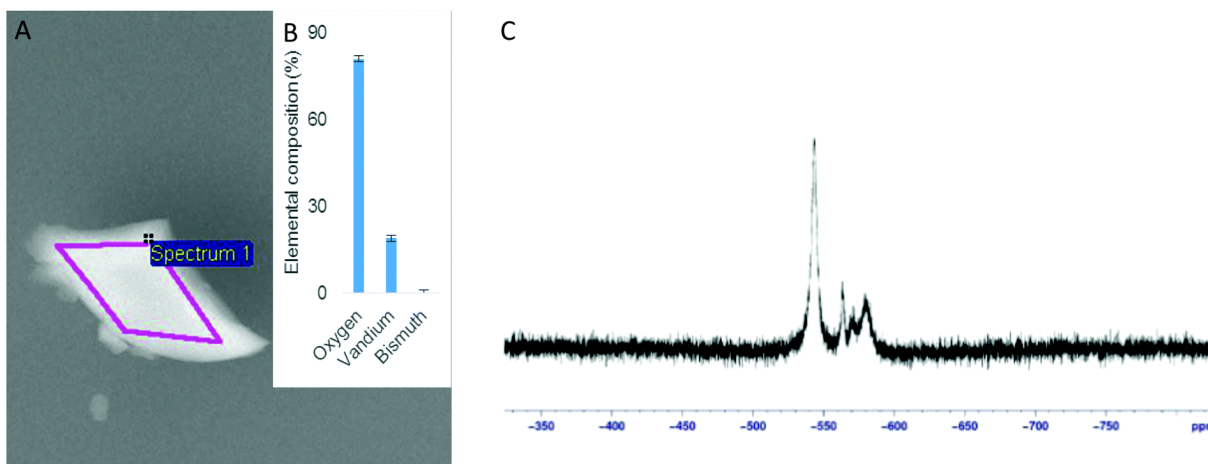 A
Spectrum 1
B
Elemental composition (%)
90
60
30
0
Oxygen
Vandium
Bismuth
C
-350
-400
-450
-500
-550
-600
-650
-700
-750
ppm